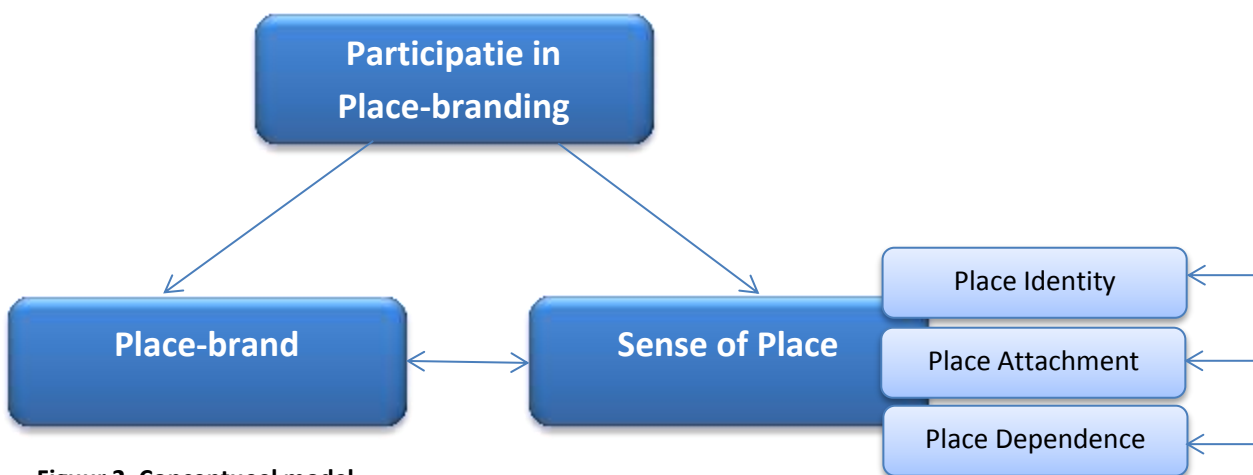 Participatie in
Place-branding
Place Identity
Place-brand
Sense of Place
Place Attachment
Place Dependence
Figuur 2. Conceptueel model